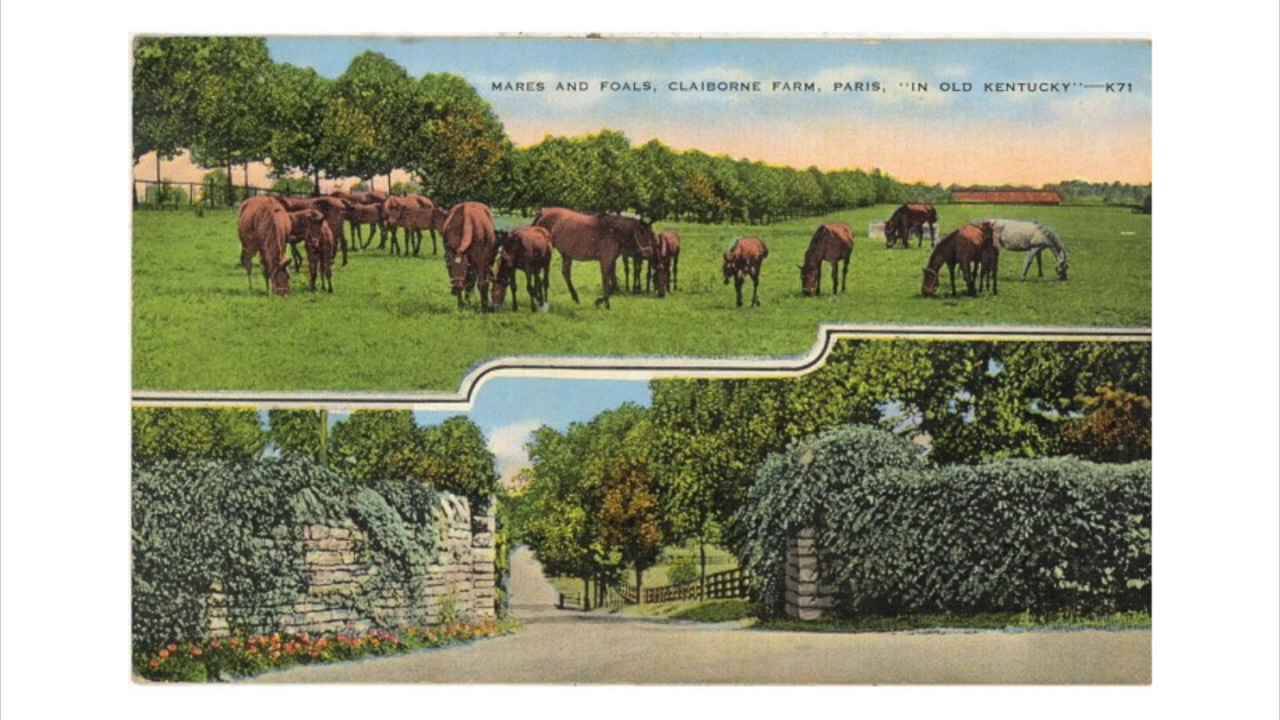 MARES AND FOALS, CLAIBORNE FARM, PARIS, "IN OLD KENTUCKY"—K71